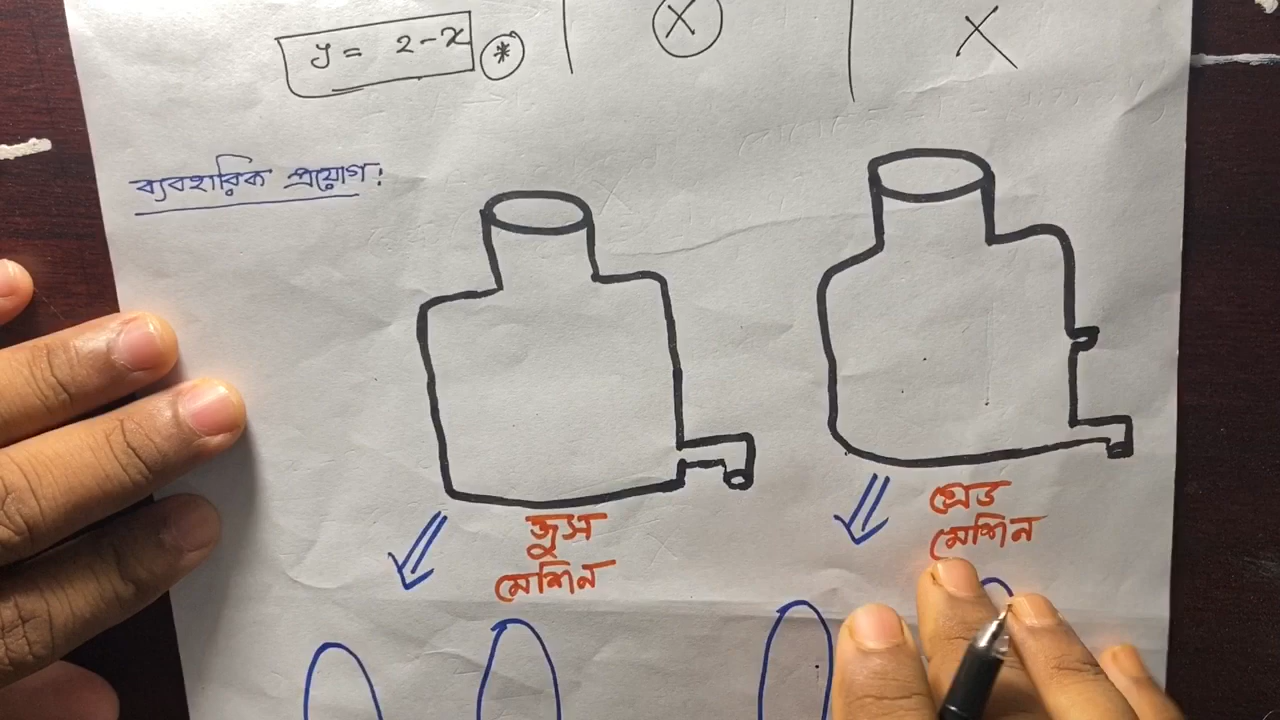 y = 2 - x *
X
X
ব্যবহারিক প্রয়োগ:
জুস
মেশিন
গ্রেড
মেশিন